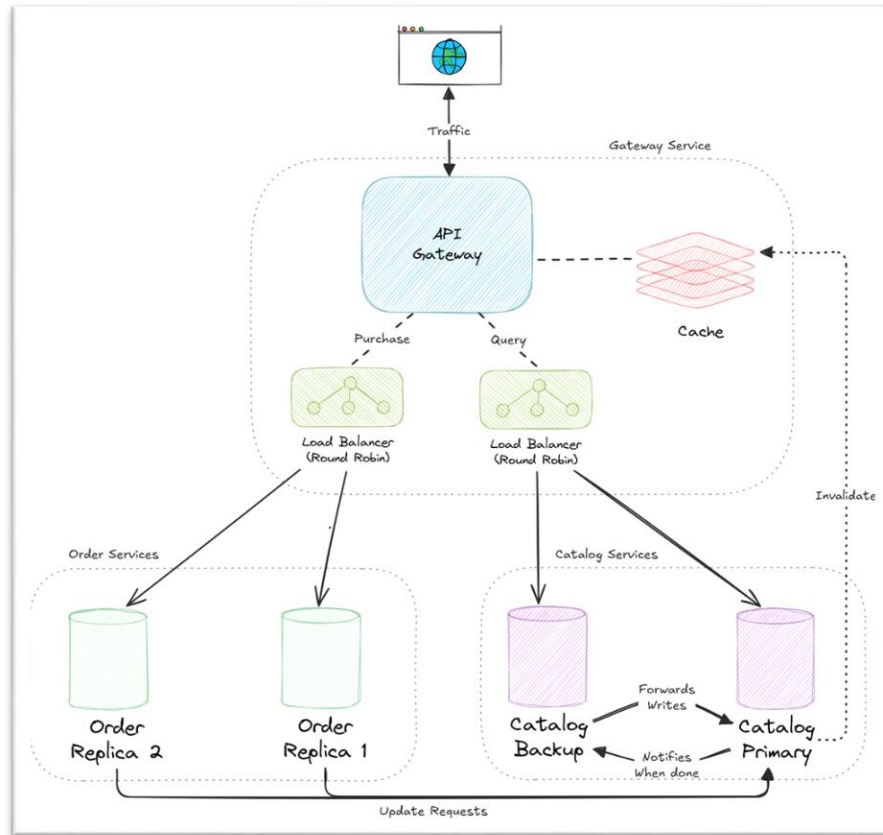 Traffic
Gateway Service
API
Gateway
Cache
Purchase
Query
Load Balancer
(Round Robin)
Load Balancer
(Round Robin)
Invalidate
Order Services
Catalog Services
Order
Replica 2
Order
Replica 1
Catalog
Backup
Forwards
Writes
Notifies
When done
Catalog
Primary
Update Requests